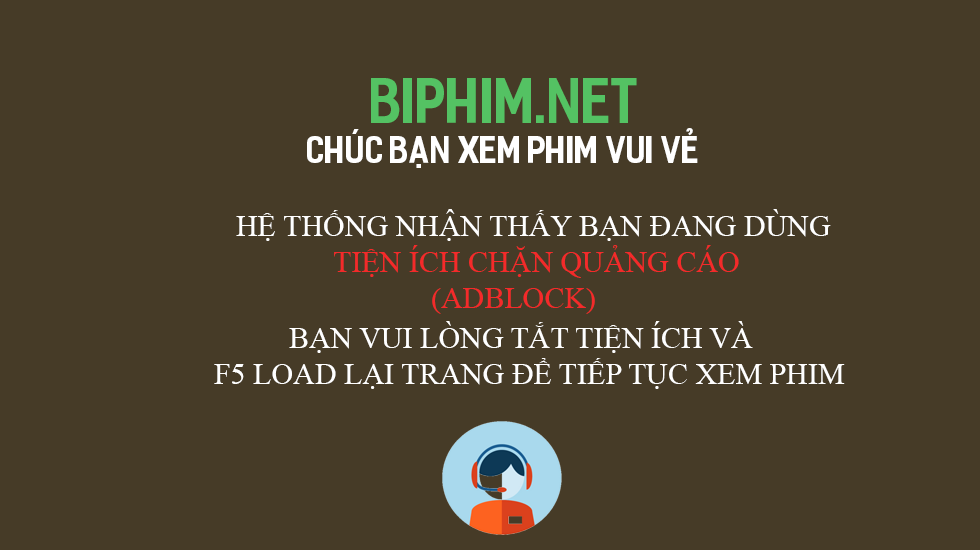 BIPHIM.NET
CHÚC BẠN XEM PHIM VUI VẺ
HỆ THỐNG NHẬN THẤY BẠN ĐANG DÙNG
TIỆN ÍCH CHẶN QUẢNG CÁO
(ADBLOCK)
BẠN VUI LÒNG TẮT TIỆN ÍCH VÀ
F5 LOAD LẠI TRANG ĐỂ TIẾP TỤC XEM PHIM